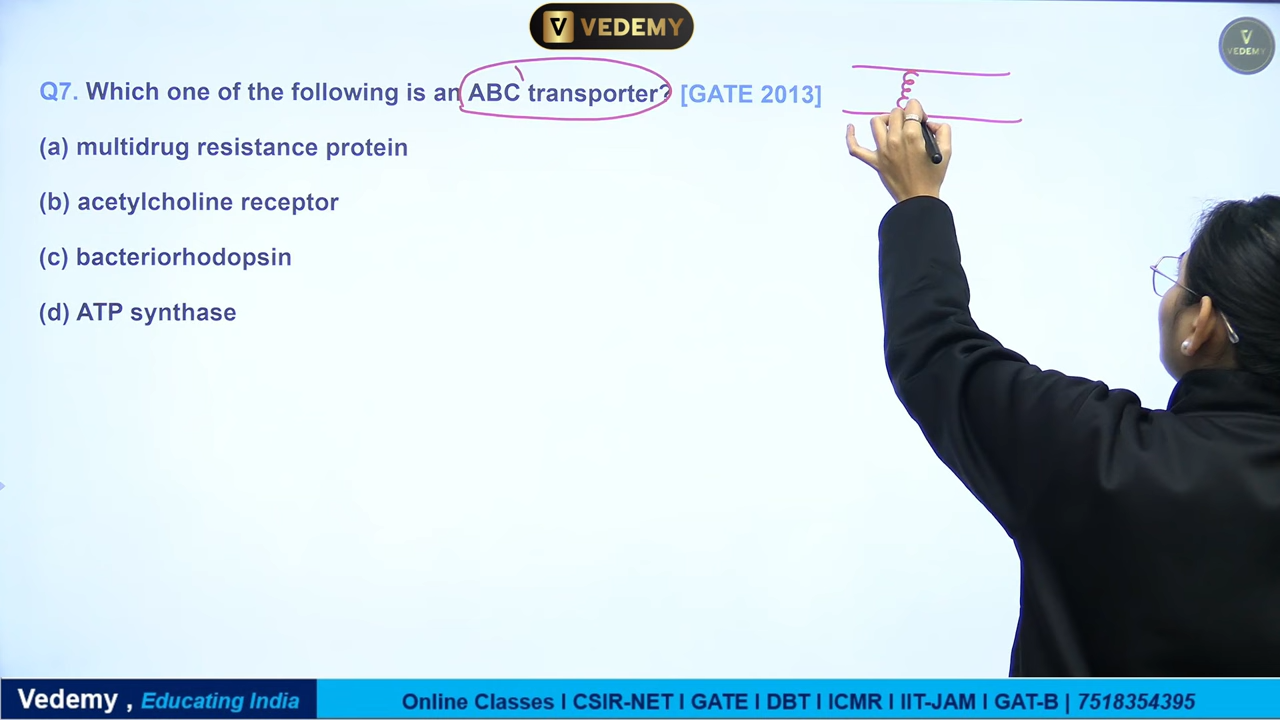 VEDEMY
VEDEMY
Q7. Which one of the following is an ABC transporter? [GATE 2013]
(a) multidrug resistance protein
(b) acetylcholine receptor
(c) bacteriorhodopsin
(d) ATP synthase
Vedemy , Educating India
Online Classes I CSIR-NET I GATE I DBT I ICMR I IIT-JAM I GAT-B | 7518354395